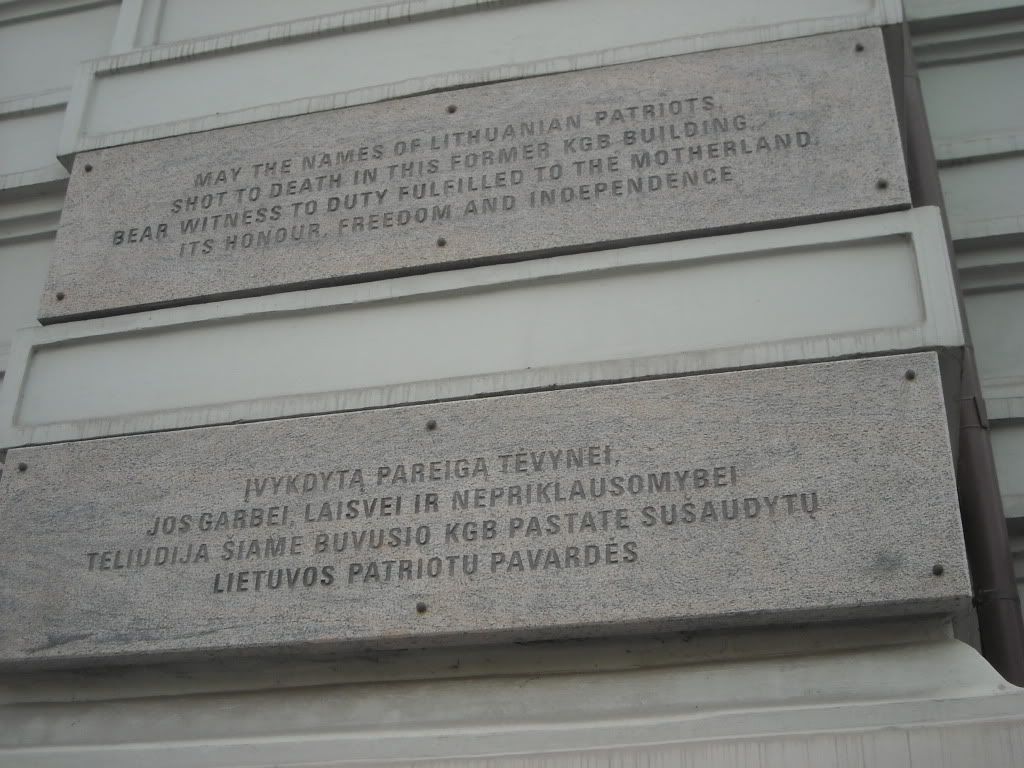 MAY THE NAMES OF LITHUANIAN PATRIOTS,
SHOT TO DEATH IN THIS FORMER KGB BUILDING,
BEAR WITNESS TO DUTY FULFILLED TO THE MOTHERLAND,
ITS HONOUR, FREEDOM AND INDEPENDENCE
ĮVYKDYTĄ PAREIGĄ TĖVYNEI,
JOS GARBEI, LAISVEI IR NEPRIKLAUSOMYBEI
TELIUDIJA ŠIAME BUVUSIO KGB PASTATE SUŠAUDYTŲ
LIETUVOS PATRIOTŲ PAVARDĖS